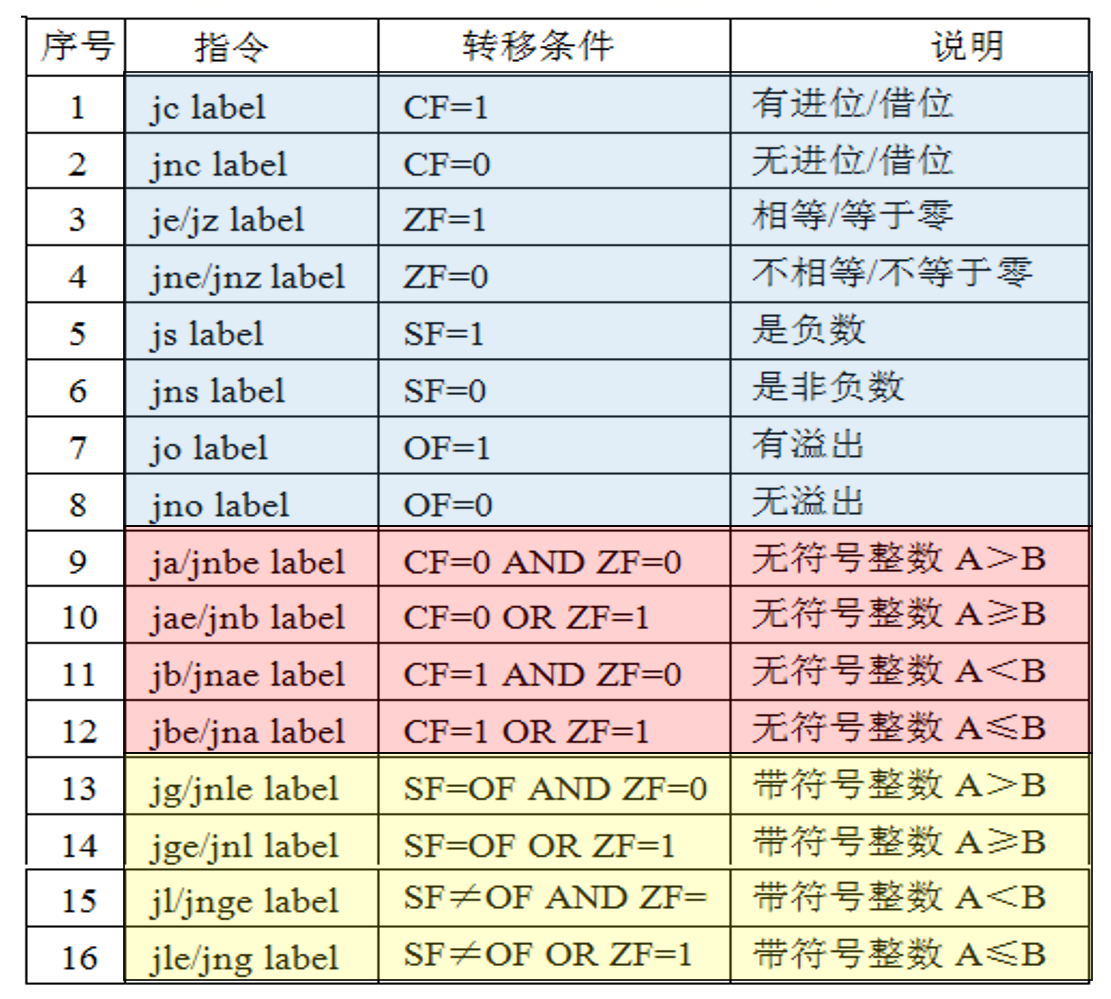 序号 指令 转移条件 说明
1 jc label CF=1 有进位/借位
2 jnc label CF=0 无进位/借位
3 je/jz label ZF=1 相等/等于零
4 jne/jnz label ZF=0 不相等/不等于零
5 js label SF=1 是负数
6 jns label SF=0 是非负数
7 jo label OF=1 有溢出
8 jno label OF=0 无溢出
9 ja/jnbe label CF=0 AND ZF=0 无符号整数 A>B
10 jae/jnb label CF=0 OR ZF=1 无符号整数 A≥B
11 jb/jnae label CF=1 AND ZF=0 无符号整数 A<B
12 jbe/jna label CF=1 OR ZF=1 无符号整数 A≤B
13 jg/jnle label SF=OF AND ZF=0 带符号整数 A>B
14 jge/jnl label SF=OF OR ZF=1 带符号整数 A≥B
15 jl/jnge label SF≠OF AND ZF= 带符号整数 A<B
16 jle/jng label SF≠OF OR ZF=1 带符号整数 A≤B